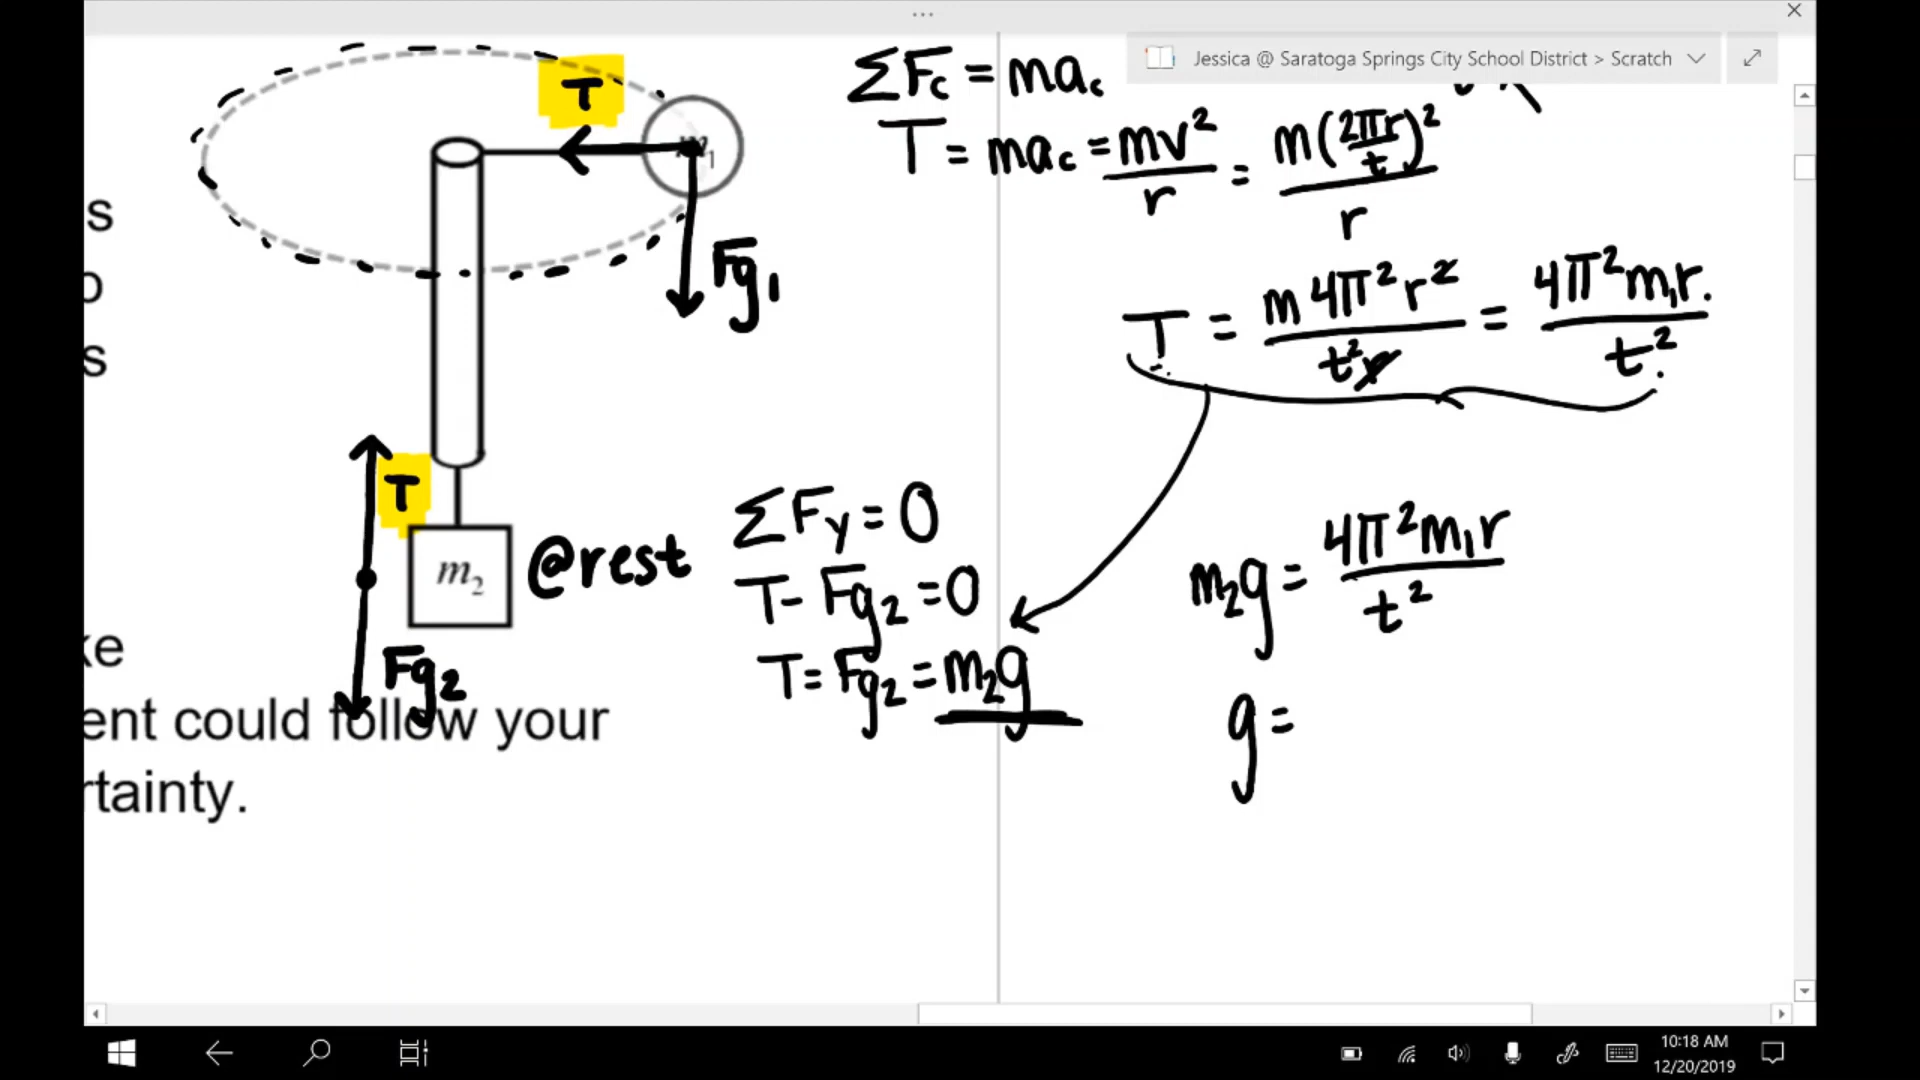 Jessica @ Saratoga Springs City School District > Scratch
ΣFc = mac
T = mac = mv²/r = m(2πr/t)²/r
T
Fg1
T = m4π²r²/t²r = 4π²m1r/t²
T
m2
@rest
Fg2
ΣFy = 0
T - Fg2 = 0
T = Fg2 = m2g
m2g = 4π²m1r/t²
g =
s
s
ent could follow your
rtainty.
10:18 AM
12/20/2019